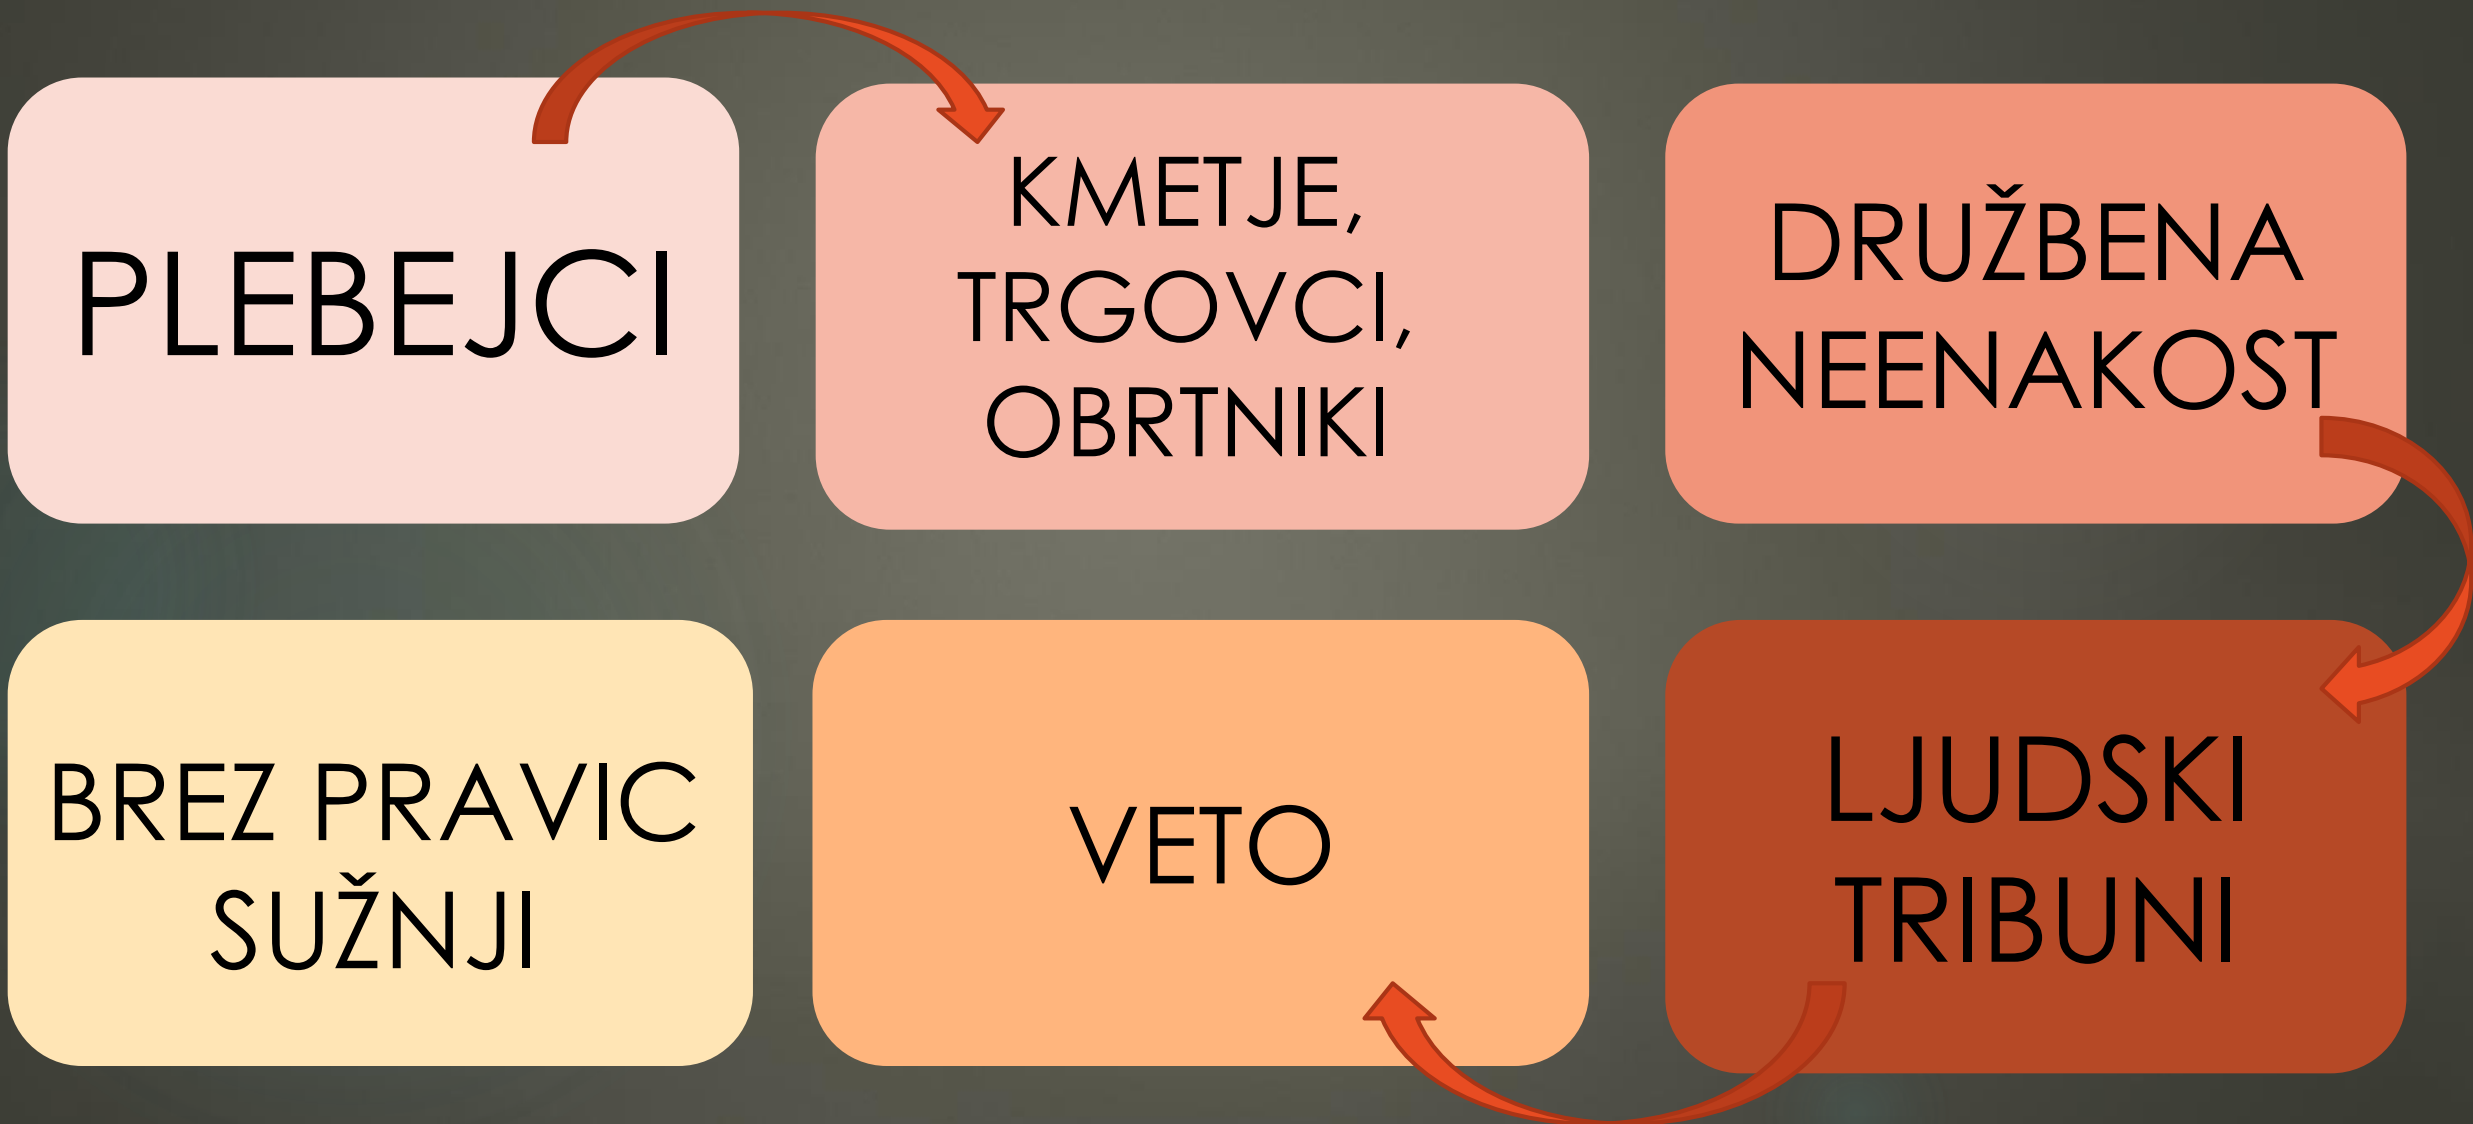 PLEBEJCI
KMETJE,
TRGOVCI,
OBRTNIKI
DRUŽBENA
NEENAKOST
BREZ PRAVIC
SUŽNJI
VETO
LJUDSKI
TRIBUNI